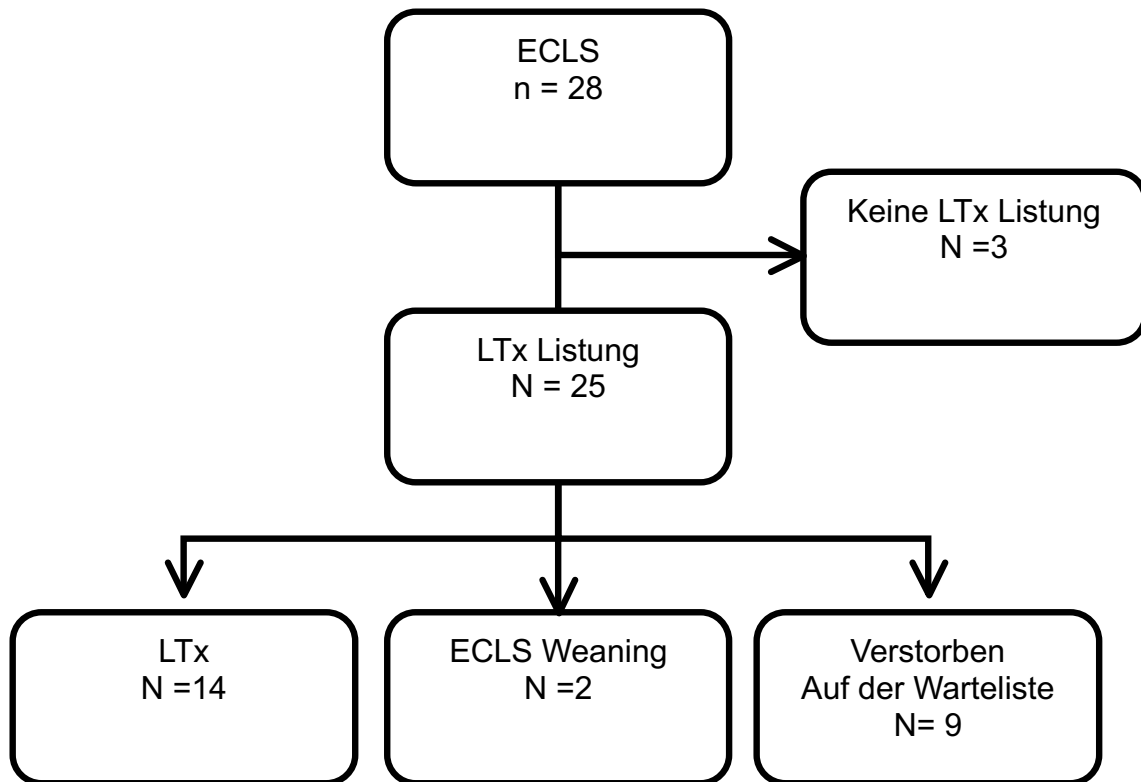 ECLS
n = 28
Keine LTx Listung
N =3
LTx Listung
N = 25
LTx
N =14
ECLS Weaning
N =2
Verstorben
Auf der Warteliste
N= 9